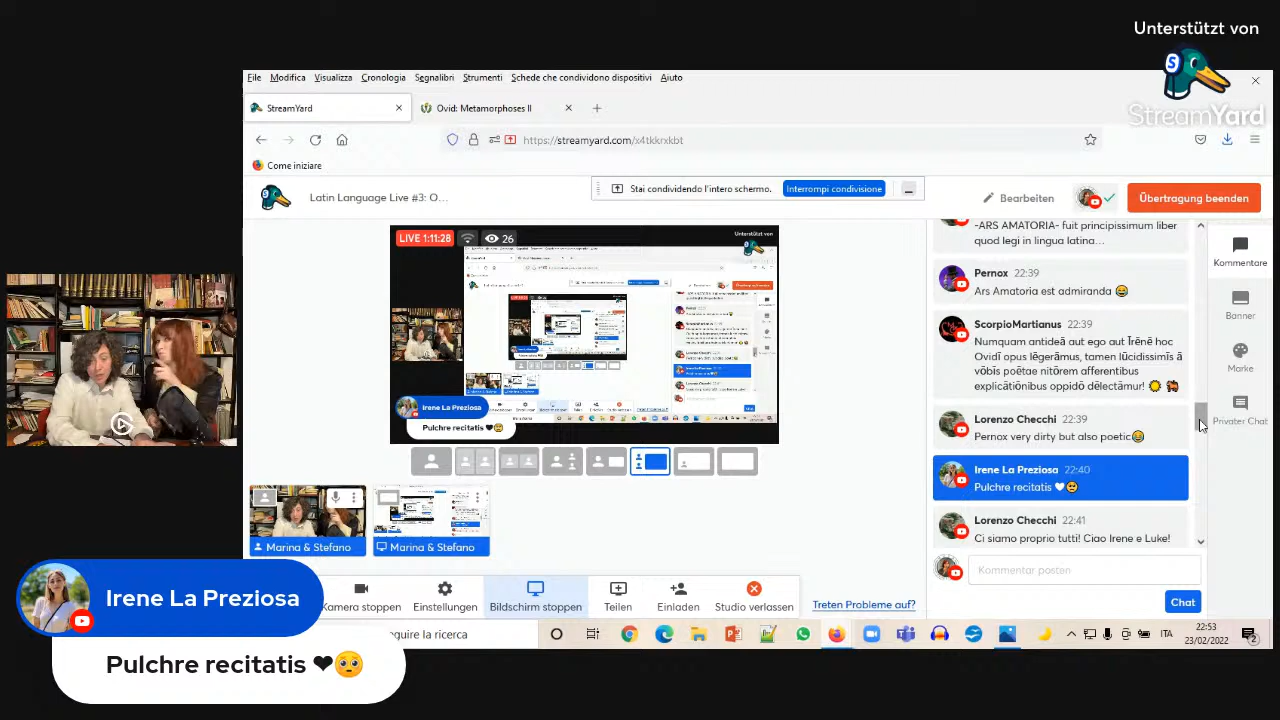 Unterstützt von
StreamYard
File Modifica Visualizza Cronologia Segnalibri Strumenti Schede che condividono dispositivi Aiuto
StreamYard
Ovid: Metamorphoses II
https://streamyard.com/x4tkkrxkbt
Come iniziare
Stai condividendo l'intero schermo. Interrompi condivisione
Latin Language Live #3: O...
Bearbeiten
Übertragung beenden
LIVE 1:11:28
26
Unterstützt von
Irene La Preziosa
Pulchre recitatis ❤🥺
Marina & Stefano
Marina & Stefano
-ARS AMATORIA- fuit principissimum liber
quod legi in lingua latina...
Pernox 22:39
Ars Amatoria est admiranda 😄
ScorpioMartianus 22:39
Numquam antideā aut ego aut Īrēnē hoc
Ovidī opus lēgerāmus, tamen lūcidissimīs ā
vōbīs poētae nitōrem afferentibus
explicātiōnibus oppidō dēlectāmur! 🌞
Lorenzo Checchi 22:39
Pernox very dirty but also poetic😂
Irene La Preziosa 22:40
Pulchre recitatis ❤🥺
Lorenzo Checchi 22:41
Ci siamo proprio tutti! Ciao Irene e Luke!
Kommentar posten
Chat
Kommentare
Banner
Marke
Privater Chat
Kamera stoppen
Einstellungen
Bildschirm stoppen
Teilen
Einladen
Studio verlassen
Treten Probleme auf?
la ricerca
ITA
22:53
23/02/2022
2
Irene La Preziosa
Pulchre recitatis ❤🥺